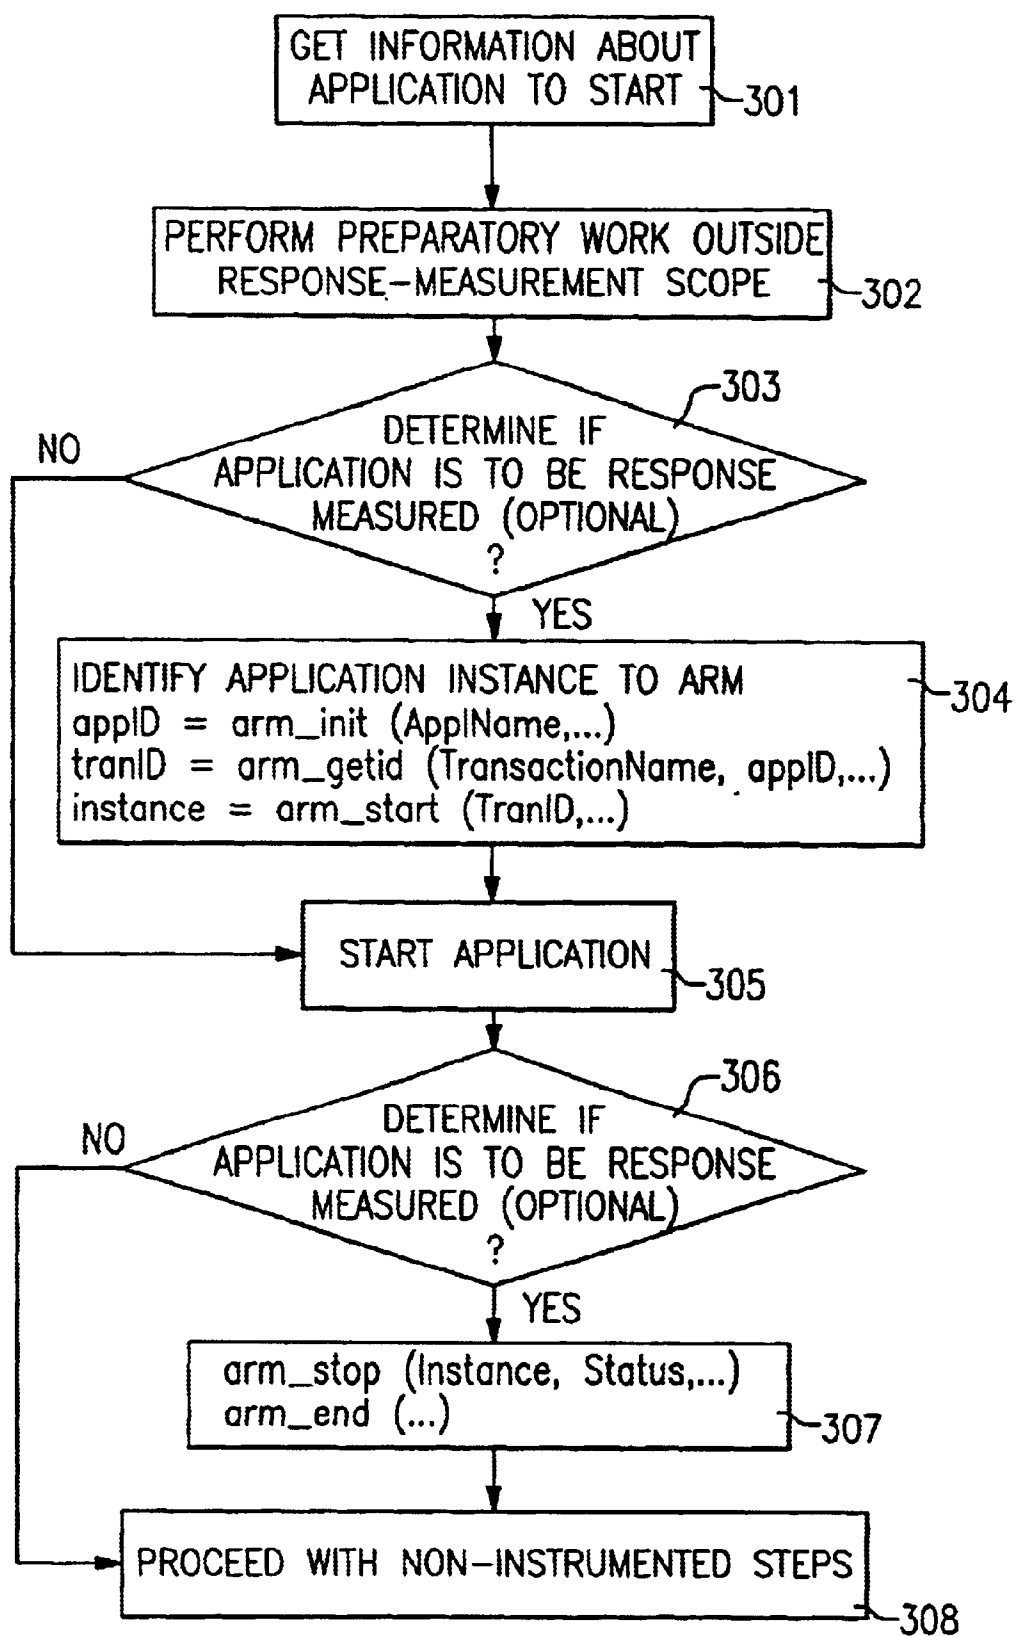 GET INFORMATION ABOUT
APPLICATION TO START
301
PERFORM PREPARATORY WORK OUTSIDE
RESPONSE-MEASUREMENT SCOPE
302
303
DETERMINE IF
APPLICATION IS TO BE RESPONSE
MEASURED (OPTIONAL)
?
NO
YES
IDENTIFY APPLICATION INSTANCE TO ARM
appID = arm_init (ApplName,...)
tranID = arm_getid (TransactionName, appID,...)
instance = arm_start (TranID,...)
304
START APPLICATION
305
306
DETERMINE IF
APPLICATION IS TO BE RESPONSE
MEASURED (OPTIONAL)
?
NO
YES
arm_stop (Instance, Status,...)
arm_end (...)
307
PROCEED WITH NON-INSTRUMENTED STEPS
308